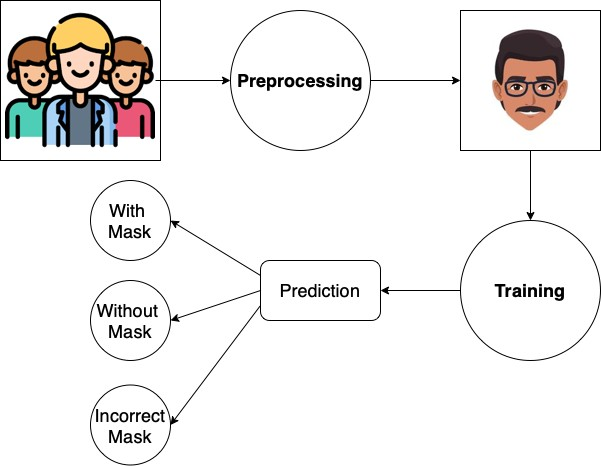 Preprocessing
With
Mask
Without
Mask
Prediction
Training
Incorrect
Mask